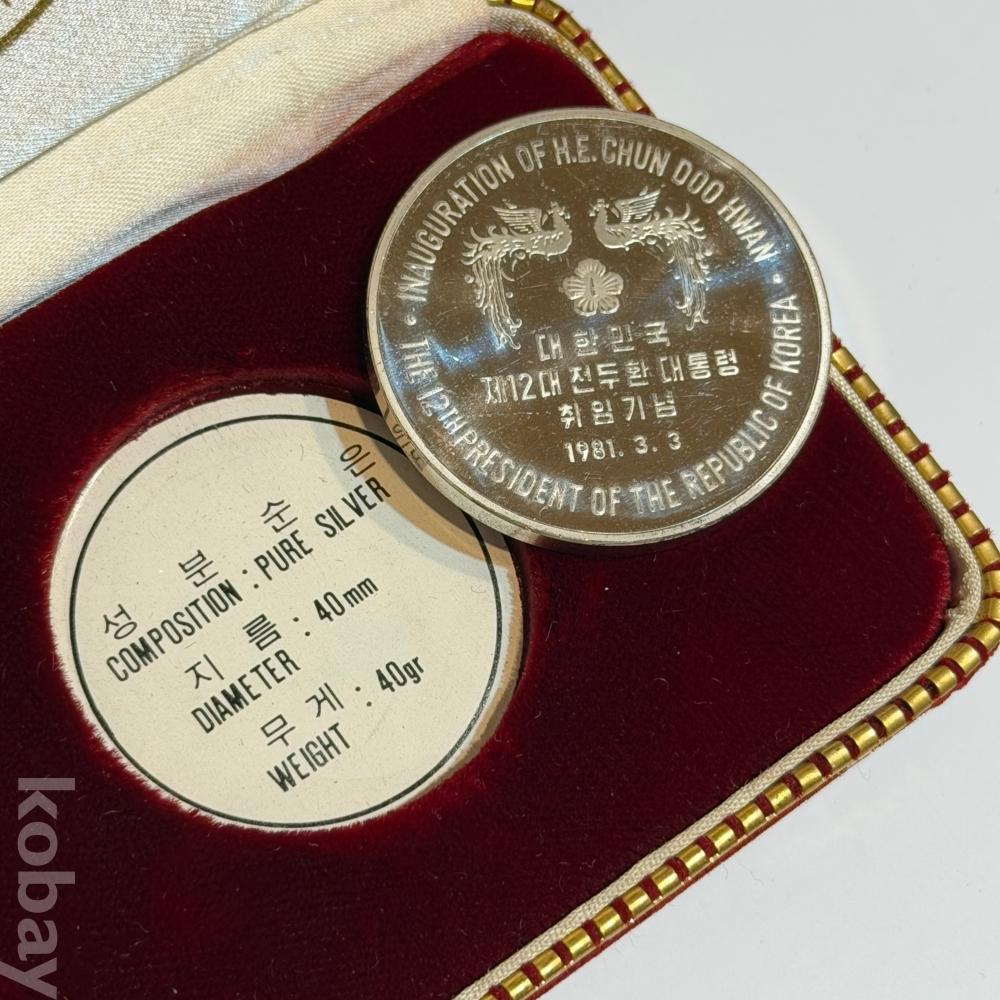 · INAUGURATION OF H.E. CHUN DOO HWAN ·
THE 12TH PRESIDENT OF THE REPUBLIC OF KOREA
대한민국
제12대 전두환 대통령
취임기념
1981. 3. 3
성 분 순 은
COMPOSITION : PURE SILVER
지 름 : 40mm
DIAMETER
무 게 : 40gr
WEIGHT
kobay